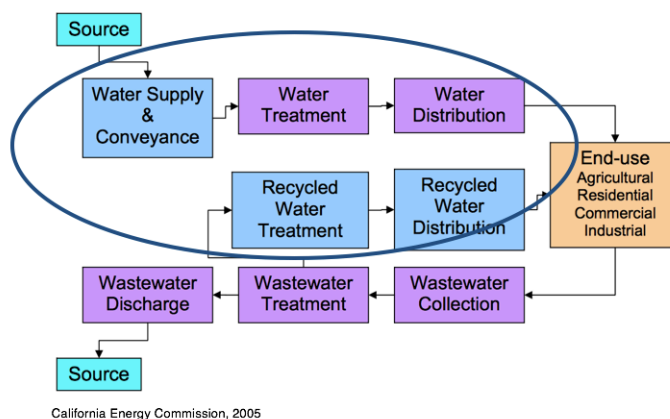 Source
Water Supply
&
Conveyance
Water
Treatment
Water
Distribution
End-use
Agricultural
Residential
Commercial
Industrial
Recycled
Water
Treatment
Recycled
Water
Distribution
Wastewater
Discharge
Wastewater
Treatment
Wastewater
Collection
Source
California Energy Commission, 2005